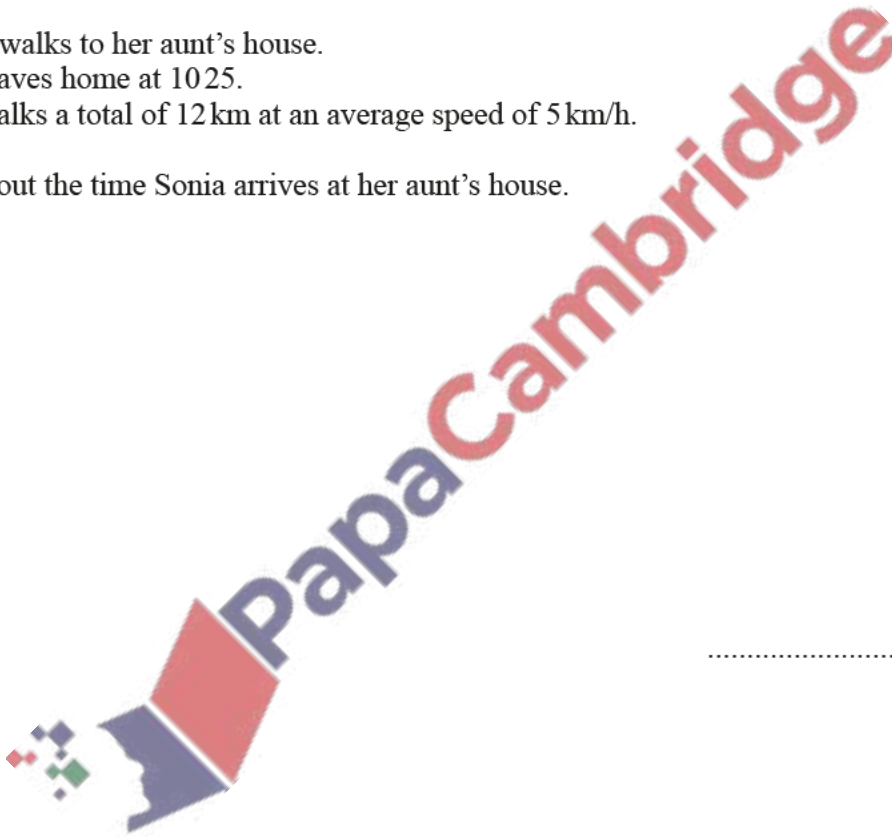 walks to her aunt’s house.
aves home at 10 25.
alks a total of 12 km at an average speed of 5 km/h.
out the time Sonia arrives at her aunt’s house.
PapaCambridge
........................